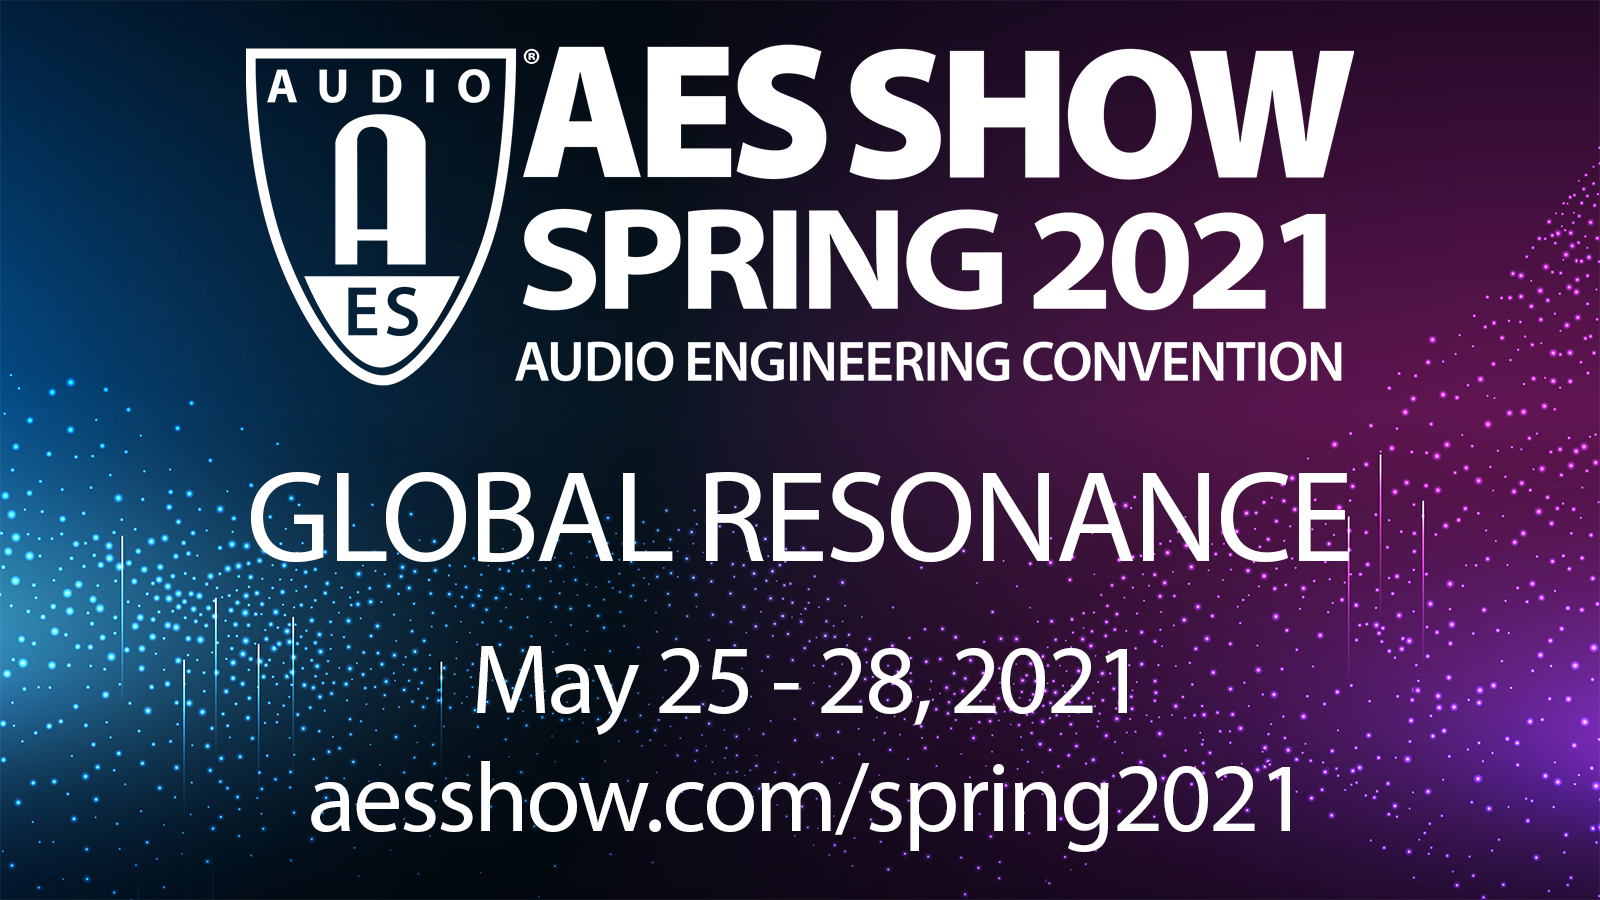 AUDIO
A
ES
®
AES SHOW
SPRING 2021
AUDIO ENGINEERING CONVENTION
GLOBAL RESONANCE
May 25 - 28, 2021
aesshow.com/spring2021